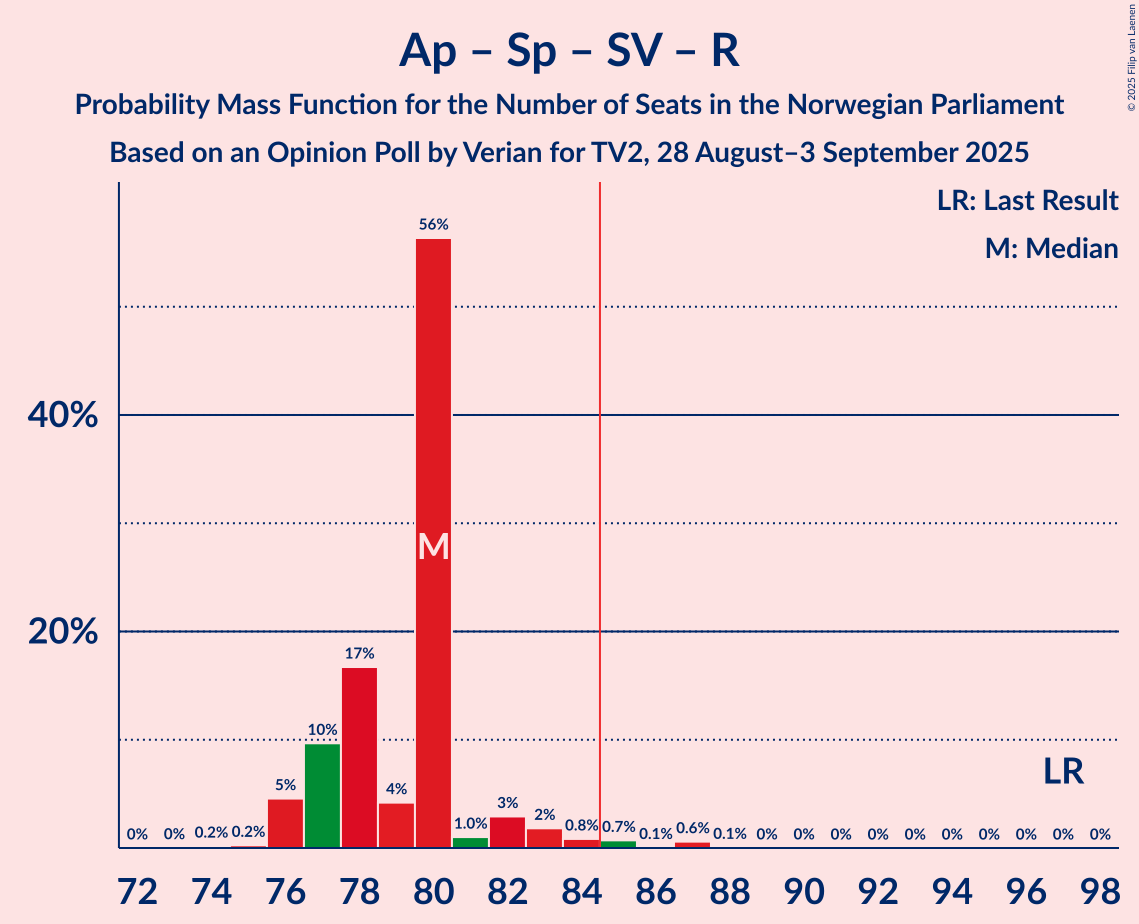 Ap – Sp – SV – R
Probability Mass Function for the Number of Seats in the Norwegian Parliament
Based on an Opinion Poll by Verian for TV2, 28 August–3 September 2025
© 2025 Filip van Laenen
LR: Last Result
M: Median
56%
40%
M
20%
17%
10%
5%
4%
3%
2%
0% 0% 0.2% 0.2% 1.0% 0.8% 0.7% 0.1% 0.6% 0.1% 0% 0% 0% 0% 0% 0% 0% 0% 0% 0%
LR
72 74 76 78 80 82 84 86 88 90 92 94 96 98